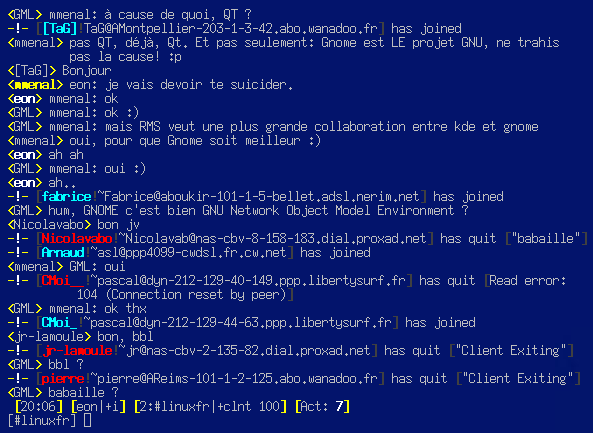 <GML> mmenal: à cause de quoi, QT ?
-!- [[TaG]!TaG@AMontpellier-203-1-3-42.abo.wanadoo.fr] has joined
<mmenal> pas QT, déjà, Qt. Et pas seulement: Gnome est LE projet GNU, ne trahis
pas la cause! :p
<[TaG]> Bonjour
<mmenal> eon: je vais devoir te suicider.
<eon> mmenal: ok
<GML> mmenal: ok :)
<GML> mmenal: mais RMS veut une plus grande collaboration entre kde et gnome
<mmenal> oui, pour que Gnome soit meilleur :)
<eon> ah ah
<GML> mmenal: oui :)
<eon> ah..
-!- [fabrice!~Fabrice@aboukir-101-1-5-bellet.adsl.nerim.net] has joined
<GML> hum, GNOME c'est bien GNU Network Object Model Environment ?
<Nicolavabo> bon jv
-!- [Nicolavabo!~Nicolavab@nas-cbv-8-158-183.dial.proxad.net] has quit ["babaille"]
-!- [Arnaud!~asl@ppp4099-cwdsl.fr.cw.net] has joined
<mmenal> GML: oui
-!- [CMoi__!~pascal@dyn-212-129-40-149.ppp.libertysurf.fr] has quit [Read error:
104 (Connection reset by peer)]
<GML> mmenal: ok thx
-!- [CMoi_!~pascal@dyn-212-129-44-63.ppp.libertysurf.fr] has joined
<jr-lamoule> bon, bbl
-!- [jr-lamoule!~jr@nas-cbv-2-135-82.dial.proxad.net] has quit ["Client Exiting"]
<GML> bbl ?
-!- [pierre!~pierre@AReims-101-1-2-125.abo.wanadoo.fr] has quit ["Client Exiting"]
<GML> babaille ?
[20:06] [eon|+i] [2:#linuxfr|+clnt 100] [Act: 7]
[#linuxfr]